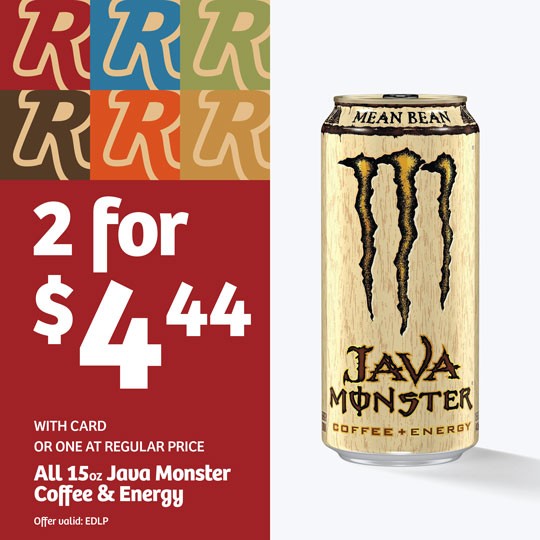 R R R
R R R
2 for
$4.44
WITH CARD
OR ONE AT REGULAR PRICE
All 15oz Java Monster
Coffee & Energy
Offer valid: EDLP
MEAN BEAN
JAVA
MONSTER
COFFEE + ENERGY